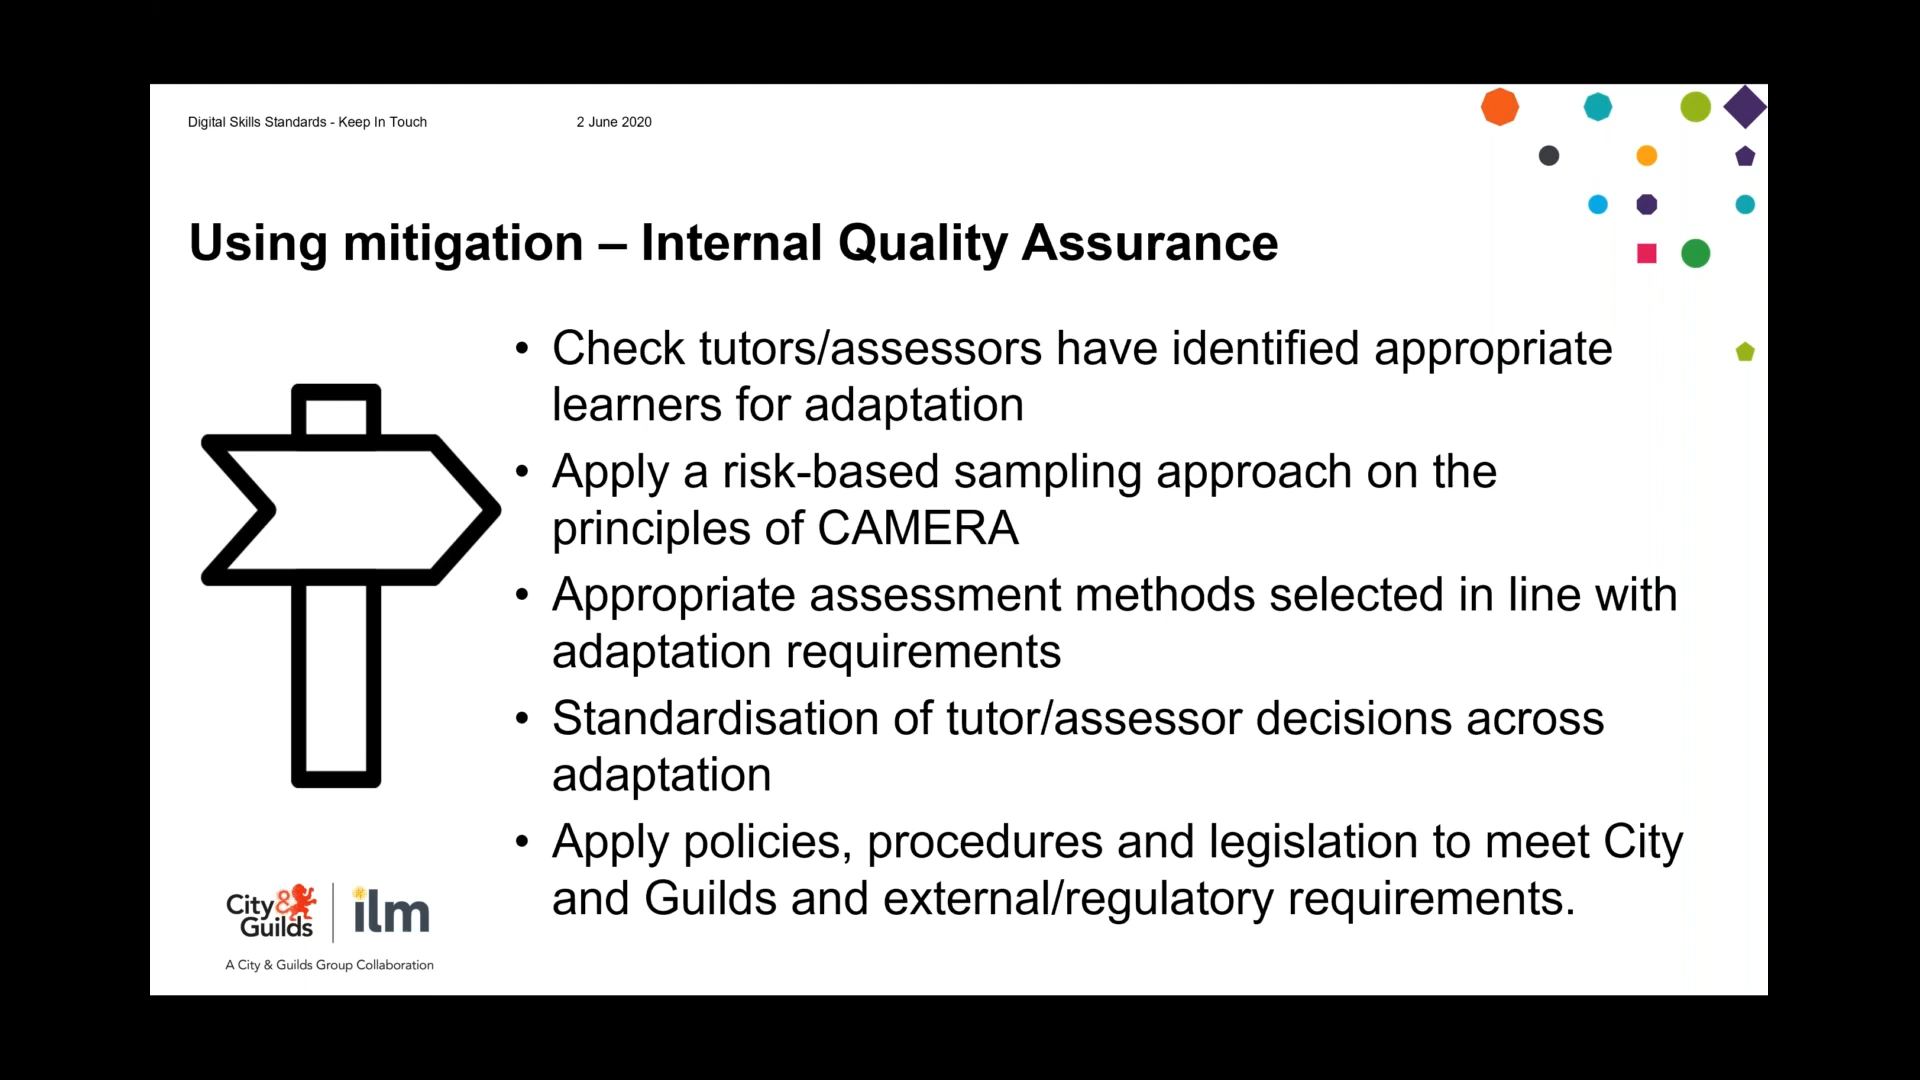 Digital Skills Standards - Keep In Touch 2 June 2020
Using mitigation – Internal Quality Assurance
• Check tutors/assessors have identified appropriate
learners for adaptation
• Apply a risk-based sampling approach on the
principles of CAMERA
• Appropriate assessment methods selected in line with
adaptation requirements
• Standardisation of tutor/assessor decisions across
adaptation
• Apply policies, procedures and legislation to meet City
and Guilds and external/regulatory requirements.
City &
Guilds
ilm
A City & Guilds Group Collaboration